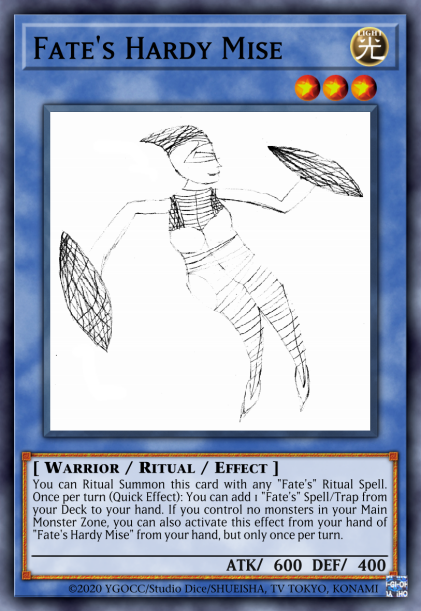 Fate's Hardy Mise
LIGHT
光
[ Warrior / Ritual / Effect ]
You can Ritual Summon this card with any "Fate's" Ritual Spell.
Once per turn (Quick Effect): You can add 1 "Fate's" Spell/Trap from
your Deck to your hand. If you control no monsters in your Main
Monster Zone, you can also activate this effect from your hand of
"Fate's Hardy Mise" from your hand, but only once per turn.
ATK/ 600 DEF/ 400
©2020 YGOCC/Studio Dice/SHUEISHA, TV TOKYO, KONAMI